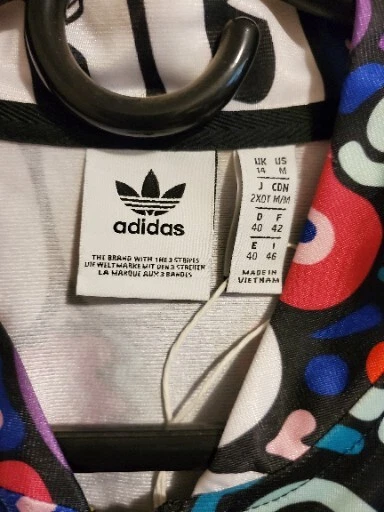 adidas
THE BRAND WITH THE 3 STRIPES
DIE WELTMARKE MIT DEN 3 STREIFEN
LA MARQUE AUX 3 BANDES
UK US
14 M
J CDN
2XOT M/M
D F
40 42
E I
40 46
MADE IN
VIETNAM